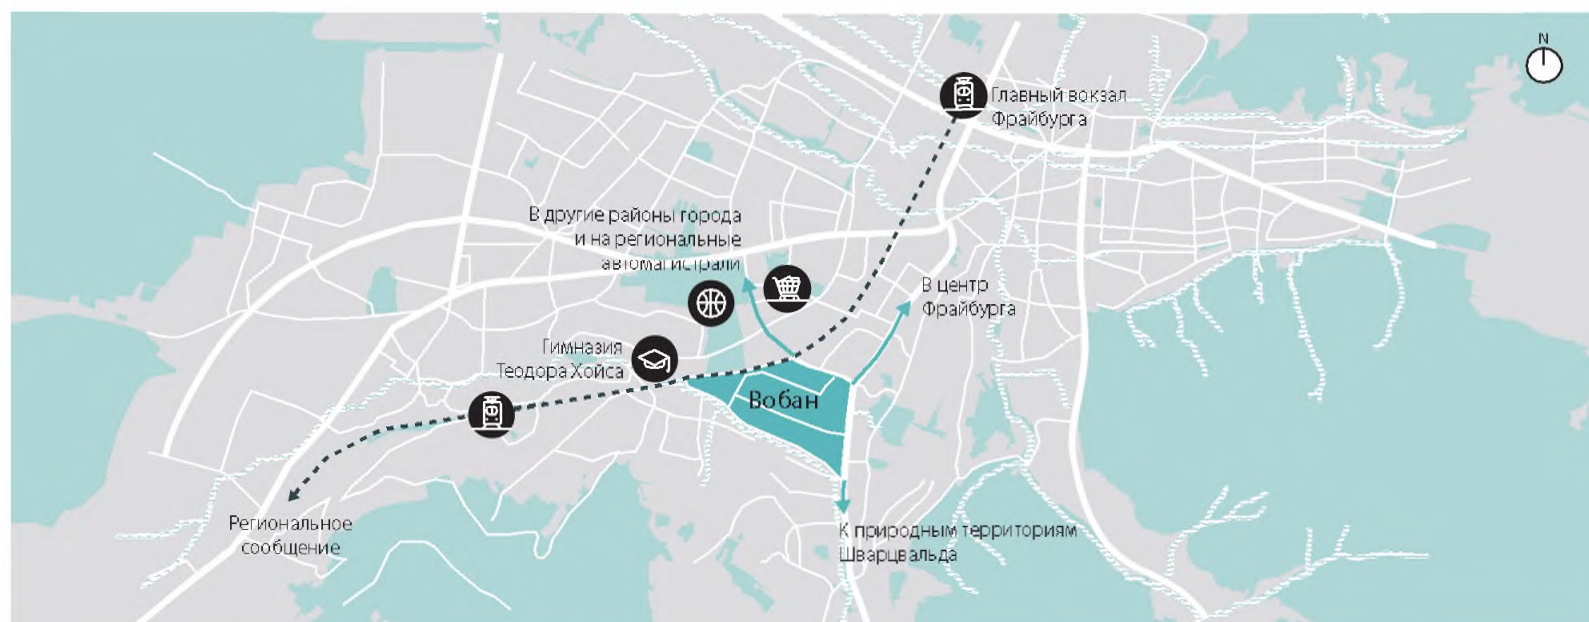 N
Главный вокзал
Фрайбурга
В другие районы города
и на региональные
автомагистрали
В центр
Фрайбурга
Гимназия
Теодора Хойса
Вобан
Региональное
сообщение
К природным территориям
Шварцвальда